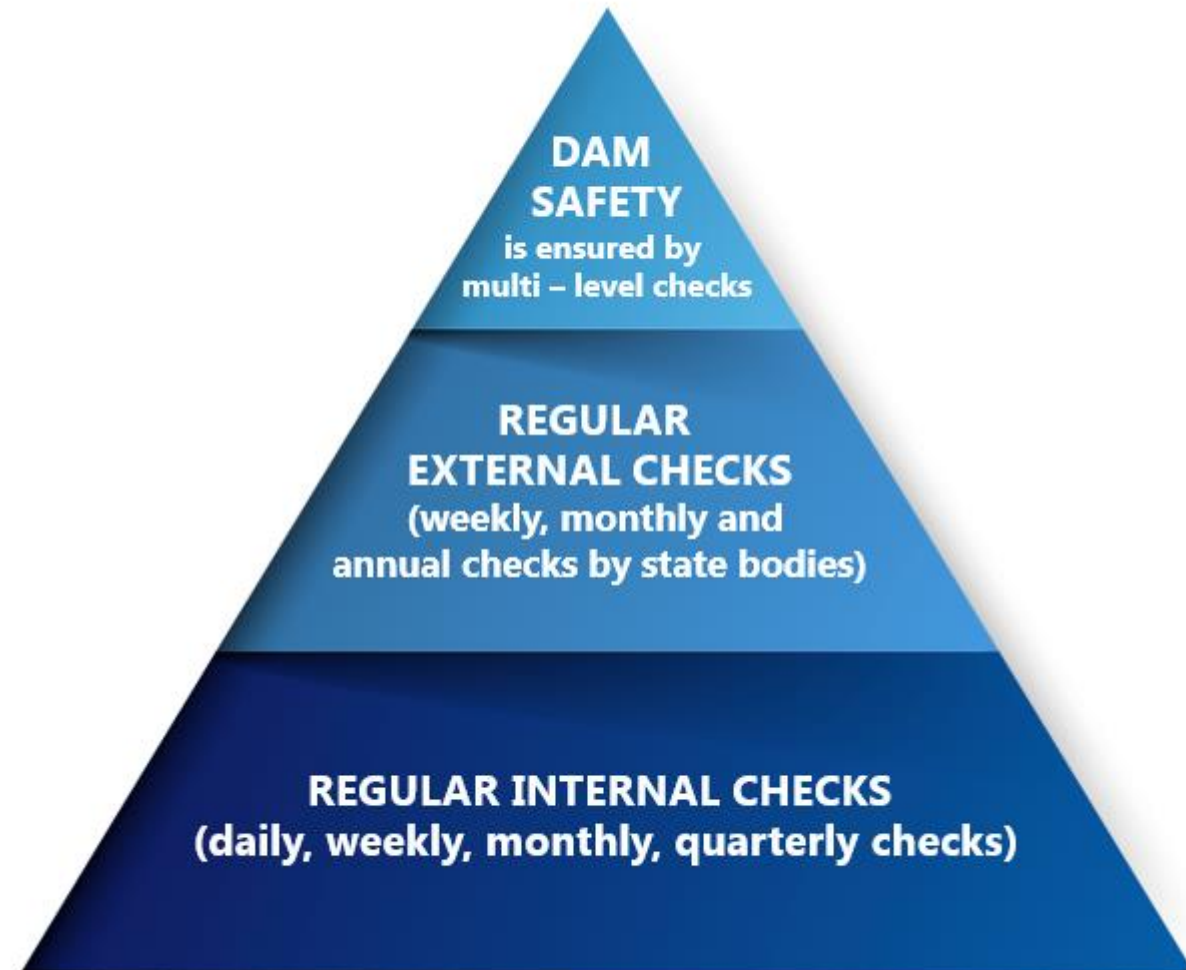 DAM
SAFETY
is ensured by
multi – level checks
REGULAR
EXTERNAL CHECKS
(weekly, monthly and
annual checks by state bodies)
REGULAR INTERNAL CHECKS
(daily, weekly, monthly, quarterly checks)